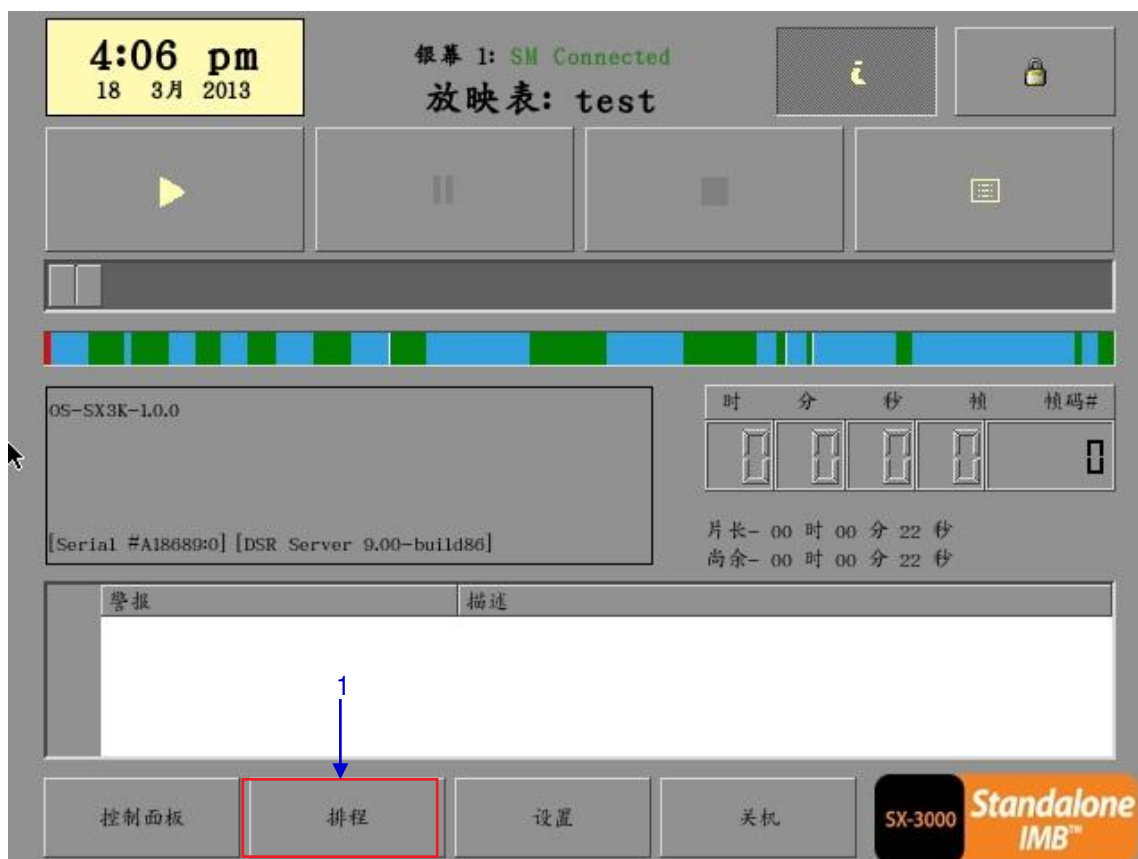 4:06 pm
18 3月 2013
银幕 1: SM Connected
放映表: test
i
OS-SX3K-1.0.0
[Serial #A18689:0] [DSR Server 9.00-build86]
时 分 秒 帧 帧码#
0 0 0 0 0
片长- 00 时 00 分 22 秒
尚余- 00 时 00 分 22 秒
警报 描述
1
控制面板 排程 设置 关机
SX-3000 Standalone
IMB™